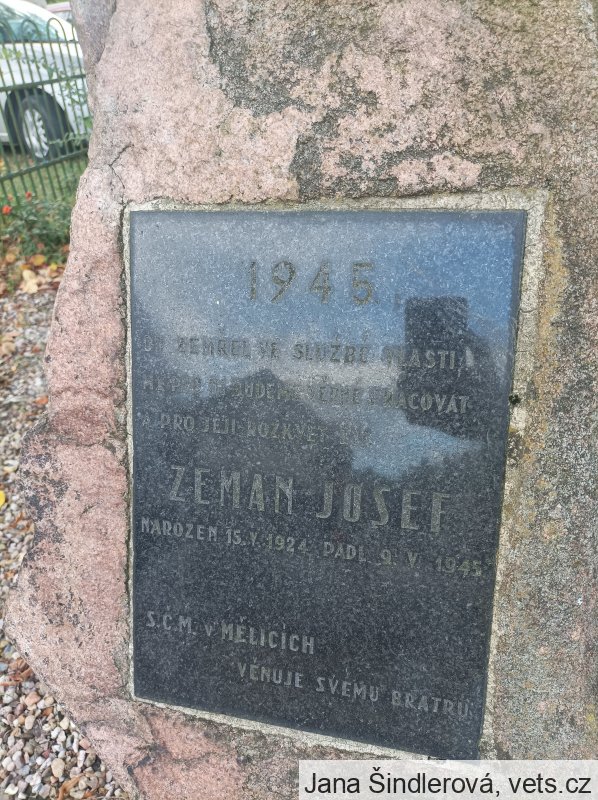 1945
ZEMŘEL VE SLUŽBĚ VLASTI,
BUDEME VĚRNĚ PRACOVAT
A PRO JEJÍ ROZKVĚT
ZEMAN JOSEF
NAROZEN 15. V. 1924, PADL 9. V. 1945
S.Č.M. V MĚLICÍCH
VĚNUJE SVÉMU BRATRU
Jana Šindlerová, vets.cz